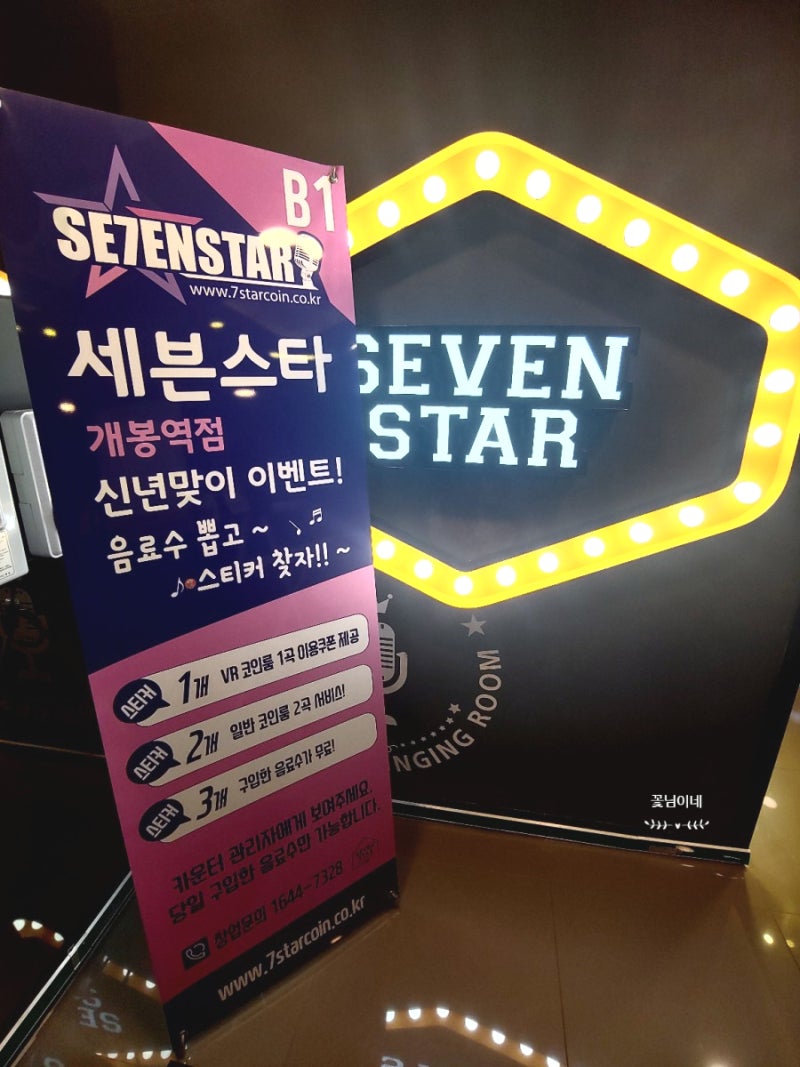 B1
SE7ENSTAR
www.7starcoin.co.kr
세븐스타
개봉역점
신년맞이 이벤트!
음료수 뽑고 ~
스티커 찾자!! ~
스티커 1개 VR 코인룸 1곡 이용쿠폰 제공
스티커 2개 일반 코인룸 2곡 서비스!
스티커 3개 구입한 음료수가 무료!
카운터 관리자에게 보여주세요.
당일 구입한 음료수만 가능합니다.
창업문의 1644-7328
www.7starcoin.co.kr
SEVEN
STAR
NGING ROOM
꽃님이네